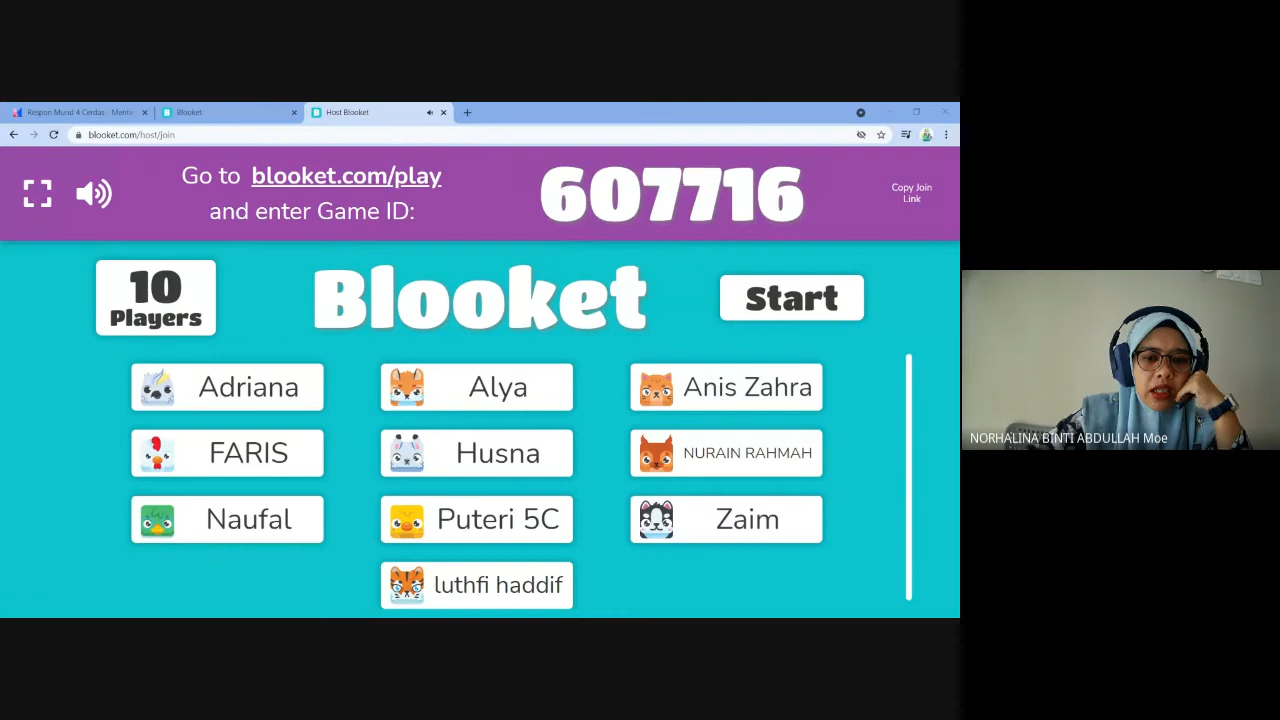 Respon Murid 4 Cerdas - Mente
Blooket
Host Blooket
blooket.com/host/join
Go to blooket.com/play
and enter Game ID:
607716
Copy Join
Link
10
Players
Blooket
Start
Adriana
Alya
Anis Zahra
FARIS
Husna
NURAIN RAHMAH
Naufal
Puteri 5C
Zaim
luthfi haddif
NORHALINA BINTI ABDULLAH Moe